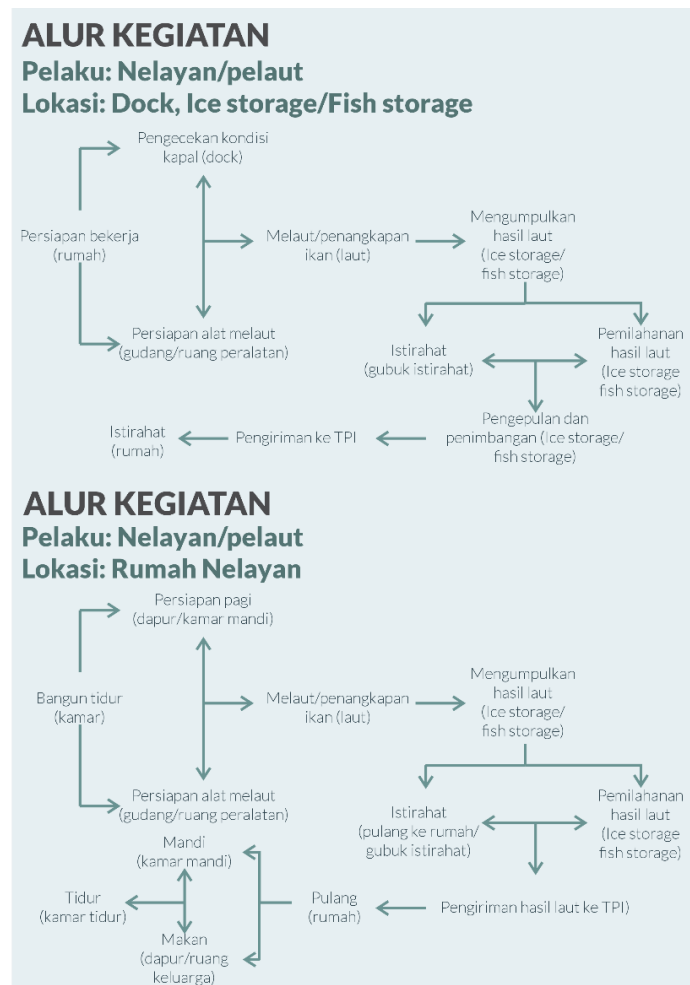 ALUR KEGIATAN
Pelaku: Nelayan/pelaut
Lokasi: Dock, Ice storage/Fish storage
Pengecekan kondisi
kapal (dock)
Persiapan bekerja
(rumah)
Persiapan alat melaut
(gudang/ruang peralatan)
Melaut/penangkapan
ikan (laut)
Mengumpulkan
hasil laut
(Ice storage/
fish storage)
Istirahat
(gubuk istirahat)
Pemilahanan
hasil laut
(Ice storage
fish storage)
Pengepulan dan
penimbangan (Ice storage/
fish storage)
Pengiriman ke TPI
Istirahat
(rumah)
ALUR KEGIATAN
Pelaku: Nelayan/pelaut
Lokasi: Rumah Nelayan
Persiapan pagi
(dapur/kamar mandi)
Bangun tidur
(kamar)
Persiapan alat melaut
(gudang/ruang peralatan)
Melaut/penangkapan
ikan (laut)
Mengumpulkan
hasil laut
(Ice storage/
fish storage)
Istirahat
(pulang ke rumah/
gubuk istirahat)
Pemilahanan
hasil laut
(Ice storage
fish storage)
Pengiriman hasil laut ke TPI)
Pulang
(rumah)
Mandi
(kamar mandi)
Makan
(dapur/ruang
keluarga)
Tidur
(kamar tidur)